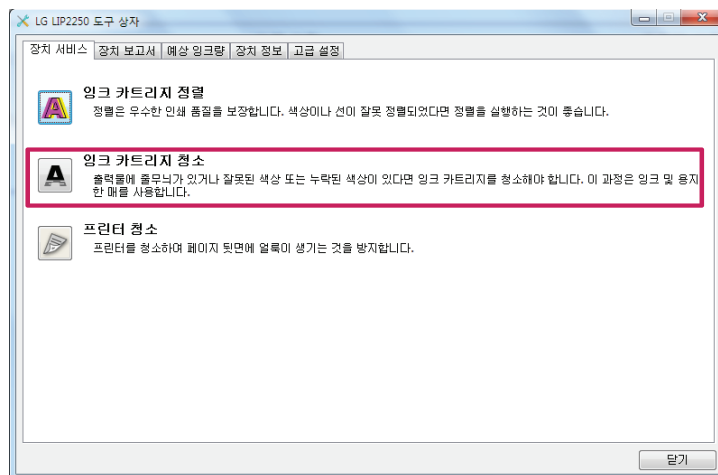 LG LIP2250 도구 상자
장치 서비스 장치 보고서 예상 잉크량 장치 정보 고급 설정
잉크 카트리지 정렬
정렬은 우수한 인쇄 품질을 보장합니다. 색상이나 선이 잘못 정렬되었다면 정렬을 실행하는 것이 좋습니다.
잉크 카트리지 청소
출력물에 줄무늬가 있거나 잘못된 색상 또는 누락된 색상이 있다면 잉크 카트리지를 청소해야 합니다. 이 과정은 잉크 및 용지
한 매를 사용합니다.
프린터 청소
프린터를 청소하여 페이지 뒷면에 얼룩이 생기는 것을 방지합니다.
닫기